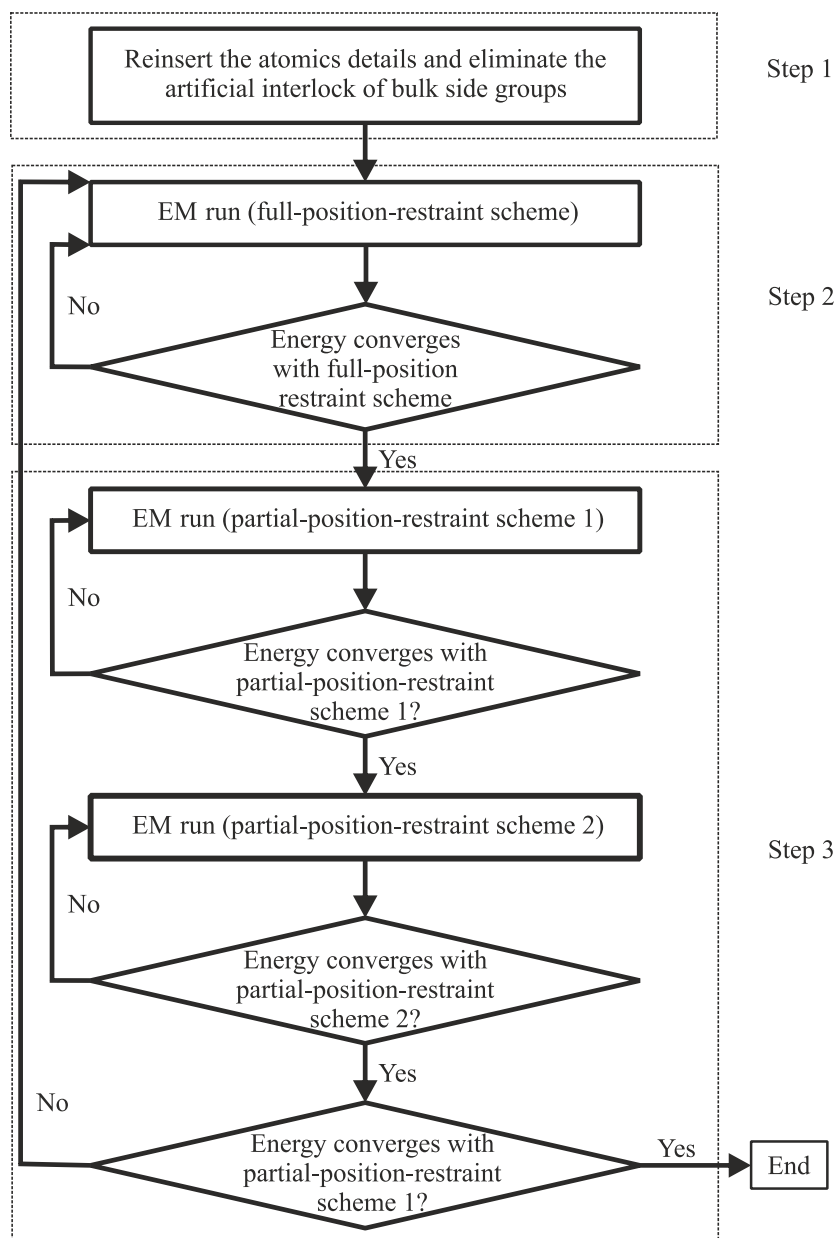 Reinsert the atomics details and eliminate the
artificial interlock of bulk side groups
Step 1
EM run (full-position-restraint scheme)
No
Step 2
Energy converges
with full-position
restraint scheme
Yes
EM run (partial-position-restraint scheme 1)
No
Energy converges with
partial-position-restraint
scheme 1?
Yes
EM run (partial-position-restraint scheme 2)
Step 3
No
Energy converges with
partial-position-restraint
scheme 2?
Yes
No
Energy converges with
partial-position-restraint
scheme 1?
Yes
End